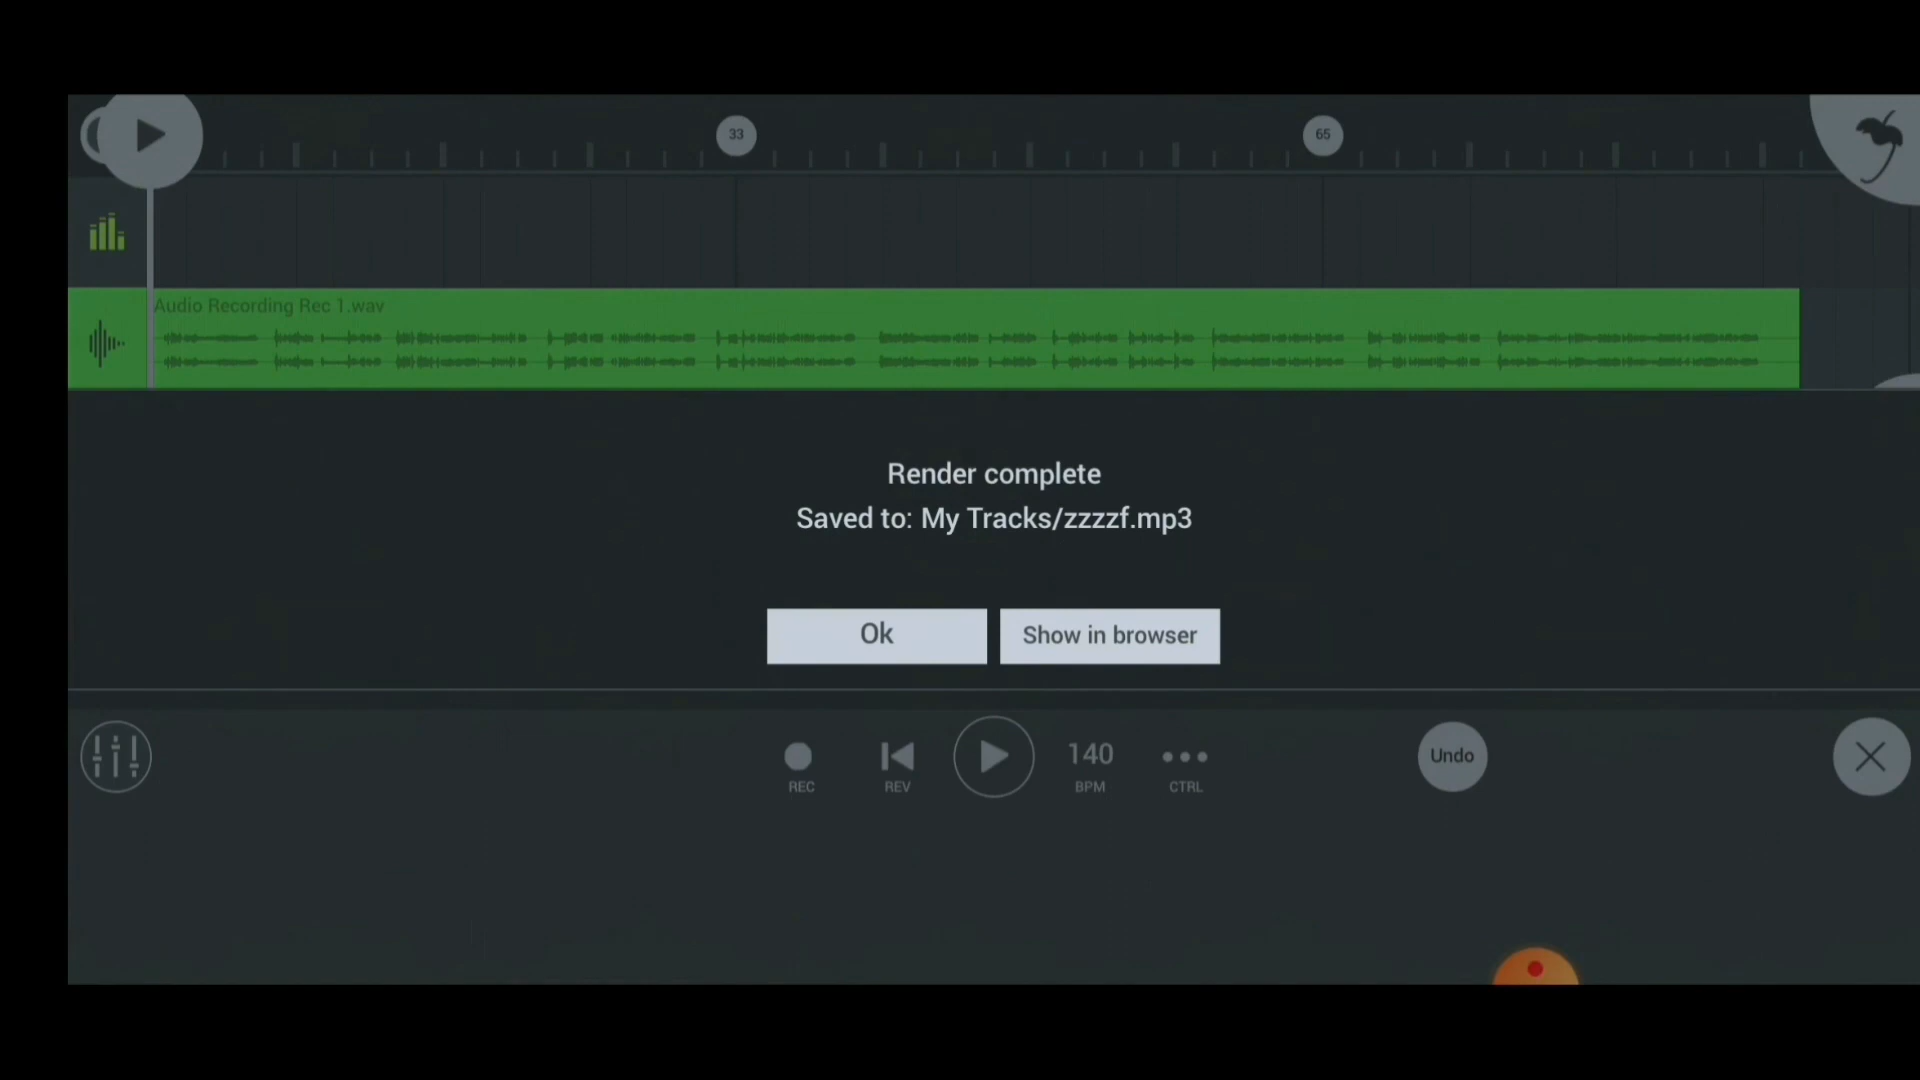 33
65
Audio Recording Rec 1.wav
Render complete
Saved to: My Tracks/zzzzf.mp3
Ok
Show in browser
REC
REV
140
BPM
CTRL
Undo